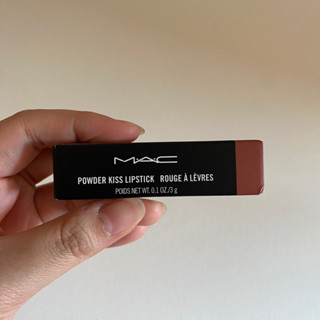 MAC
POWDER KISS LIPSTICK ROUGE À LÈVRES
POIDS NET WT. 0.1 OZ./3 g